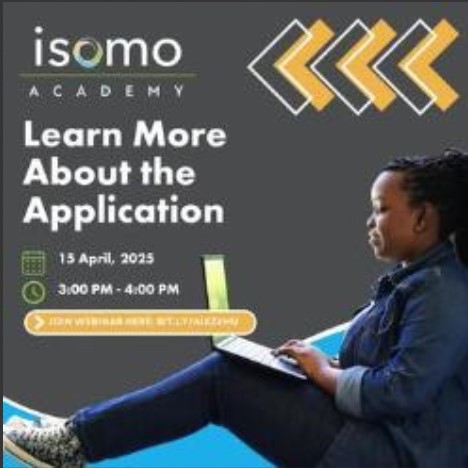 isomo
ACADEMY
Learn More
About the
Application
15 April, 2025
3:00 PM - 4:00 PM
JOIN WEBINAR HERE: